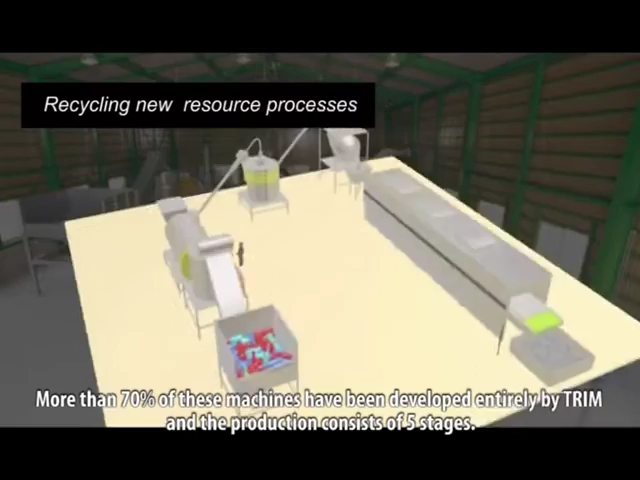 Recycling new resource processes
More than 70% of these machines have been developed entirely by TRIM
and the production consists of 5 stages.